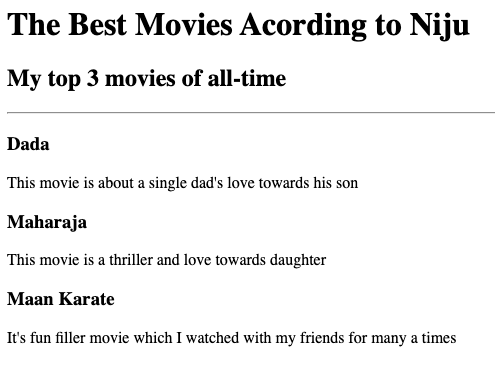 The Best Movies Acording to Niju
My top 3 movies of all-time
Dada
This movie is about a single dad's love towards his son
Maharaja
This movie is a thriller and love towards daughter
Maan Karate
It's fun filler movie which I watched with my friends for many a times